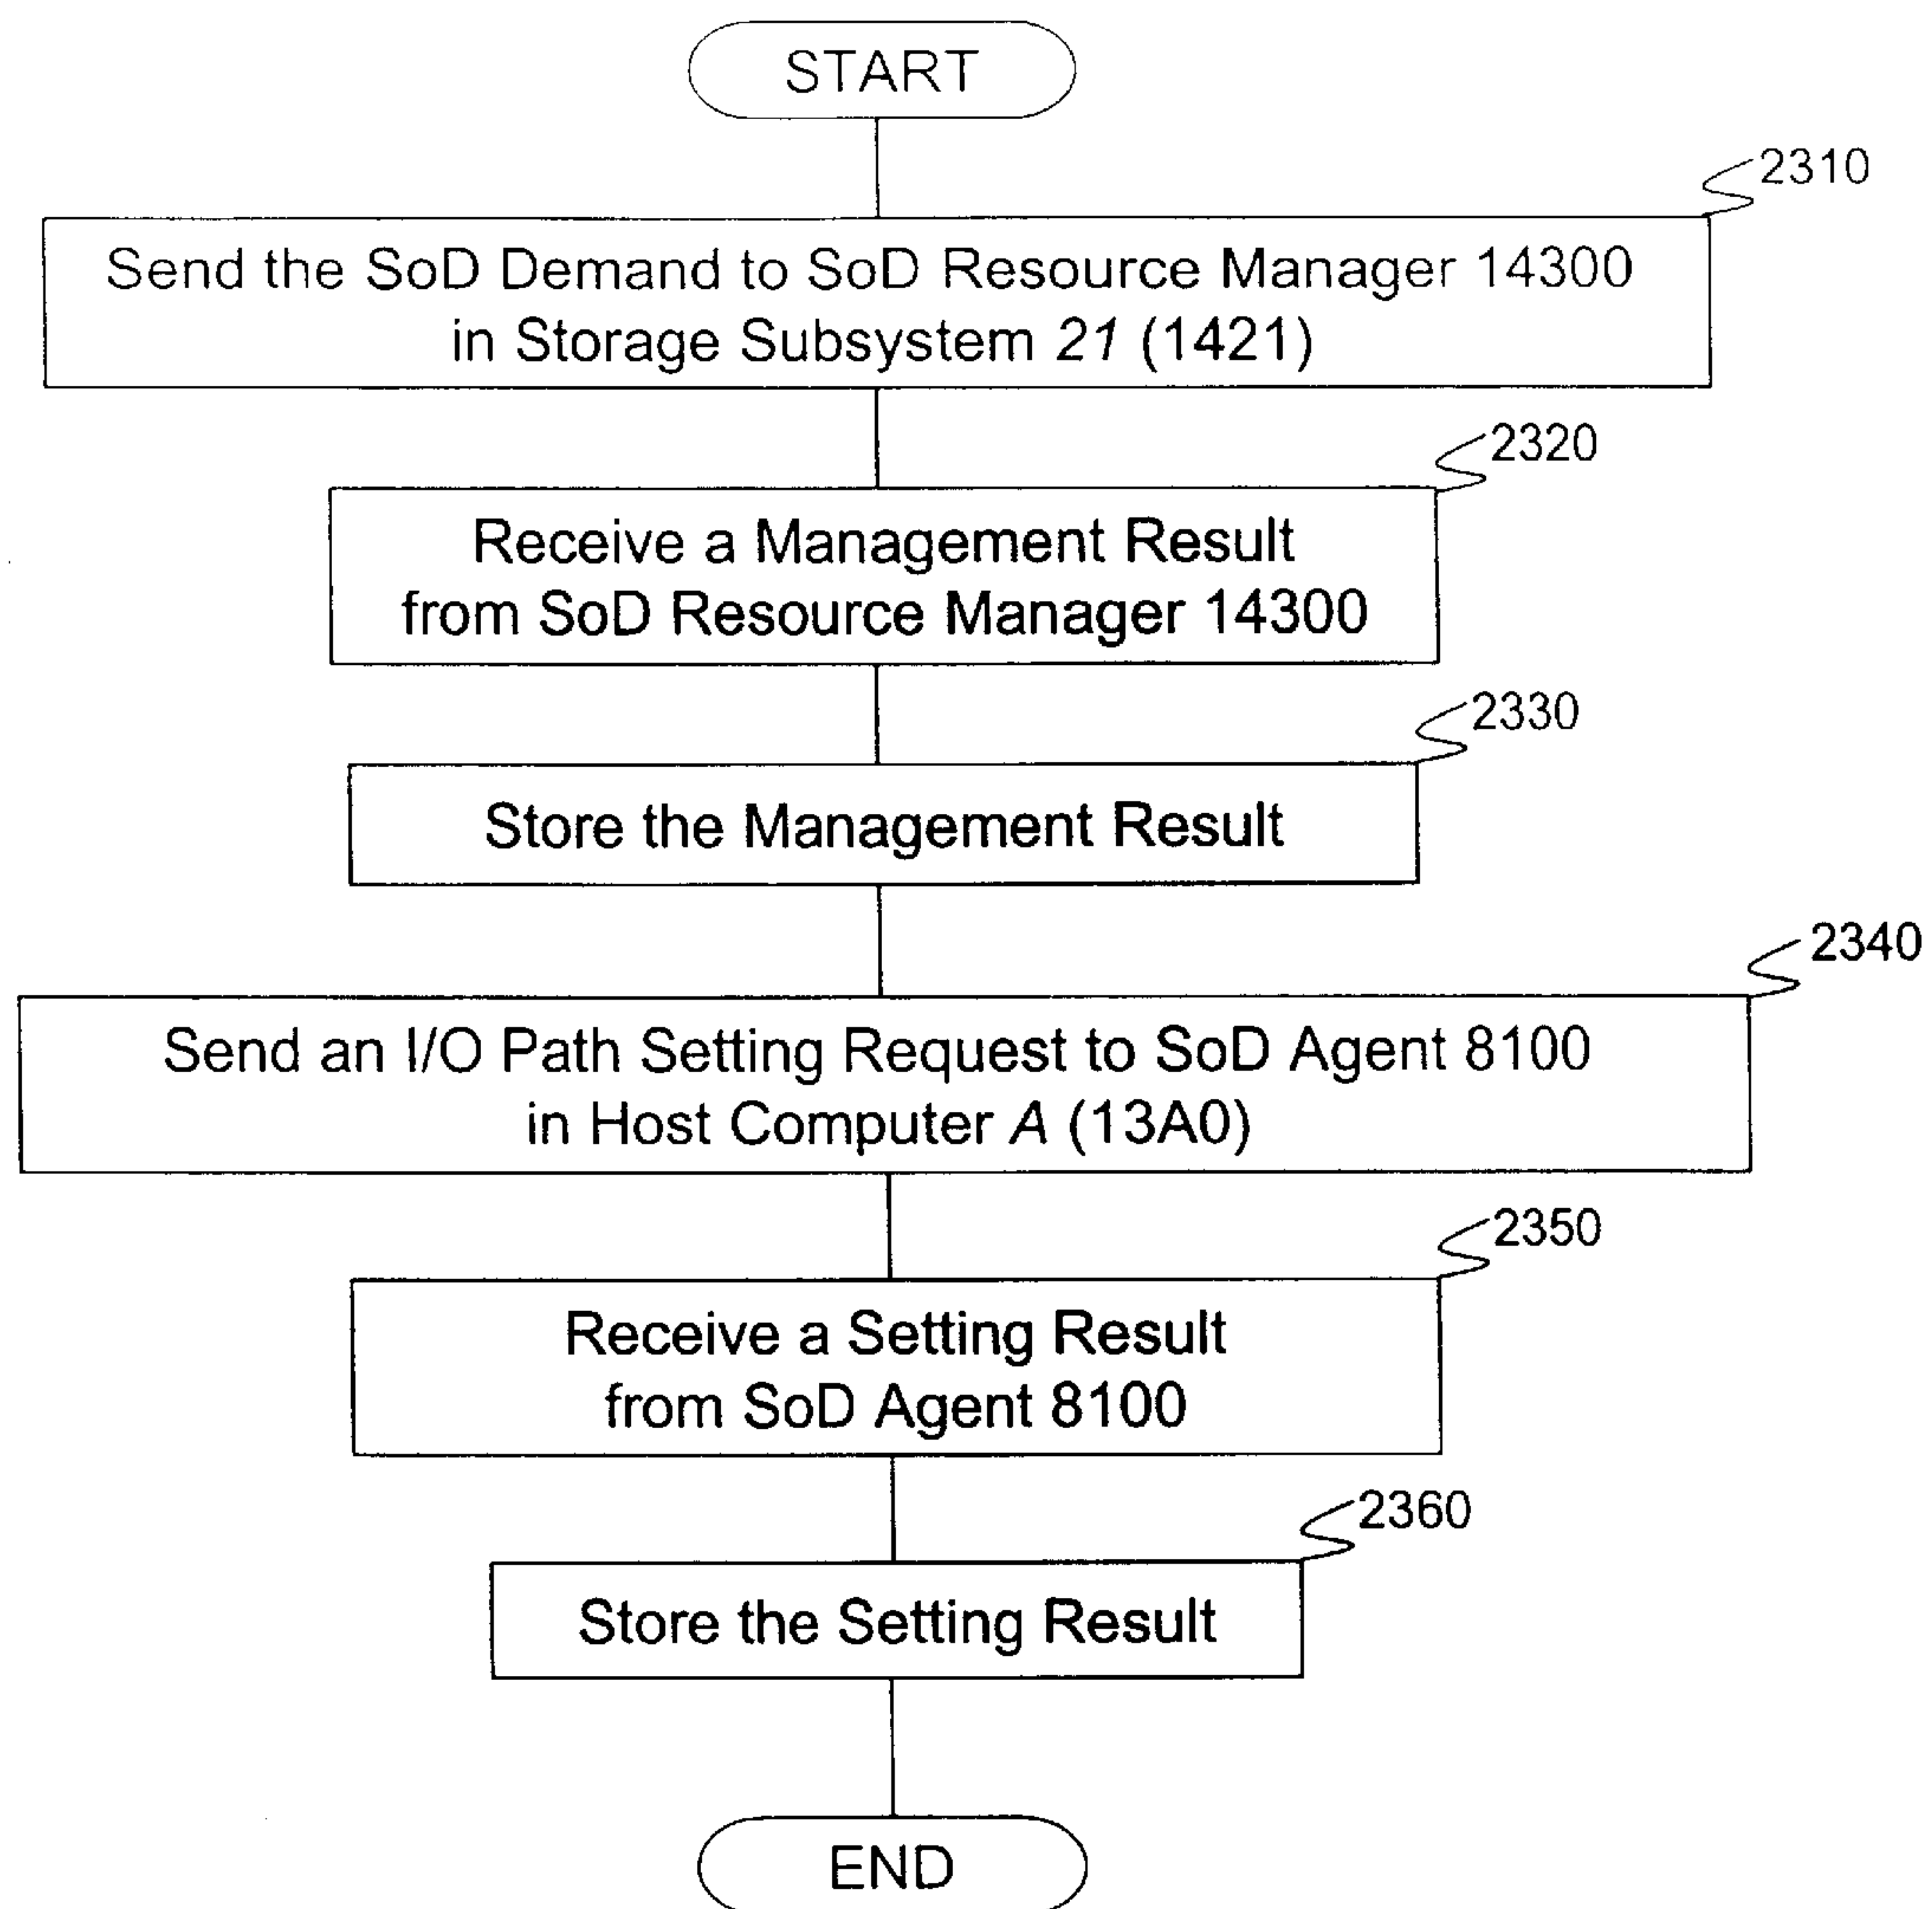 START
2310
Send the SoD Demand to SoD Resource Manager 14300
in Storage Subsystem 21 (1421)
2320
Receive a Management Result
from SoD Resource Manager 14300
2330
Store the Management Result
2340
Send an I/O Path Setting Request to SoD Agent 8100
in Host Computer A (13A0)
2350
Receive a Setting Result
from SoD Agent 8100
2360
Store the Setting Result
END